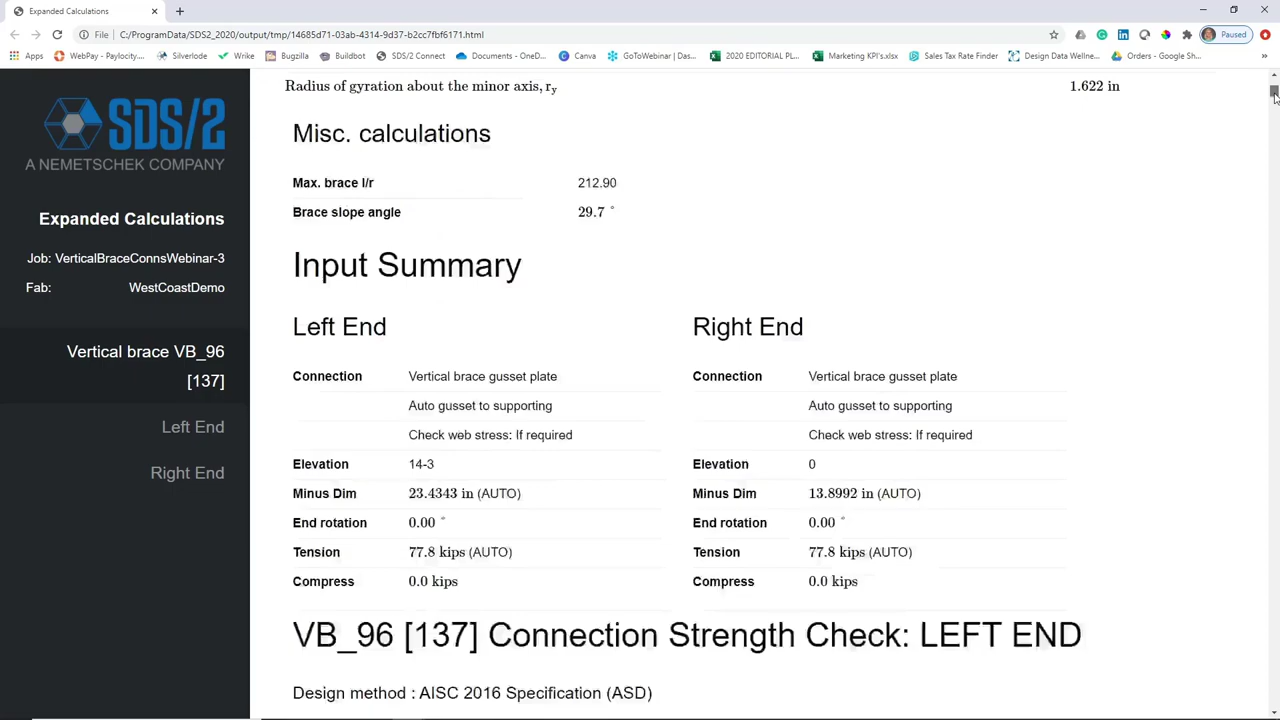 Expanded Connections
File
C:/ProgramData/SDS2_2020/output/tmp/14685d71-03ab-4314-9d37-b2cc7fbf6171.html
Paused
Apps
WebPay - Paylocity...
Silverlode
Wrike
Bugzilla
Buildbot
SDS/2 Connect
Documents - OneD...
Canva
GoToWebinar | Das...
2020 EDITORIAL PL...
Marketing KPI's.xlsx
Sales Tax Rate Finder
Design Data Wellne...
Orders - Google Sh...
SDS/2
A NEMETSCHEK COMPANY
Expanded Calculations
Job: VerticalBraceConnsWebinar-3
Fab: WestCoastDemo
Vertical brace VB_96
[137]
Left End
Right End
Radius of gyration about the minor axis, ry 1.622 in
Misc. calculations
Max. brace l/r 212.90
Brace slope angle 29.7 °
Input Summary
Left End
Connection Vertical brace gusset plate
Auto gusset to supporting
Check web stress: If required
Elevation 14-3
Minus Dim 23.4343 in (AUTO)
End rotation 0.00 °
Tension 77.8 kips (AUTO)
Compress 0.0 kips
Right End
Connection Vertical brace gusset plate
Auto gusset to supporting
Check web stress: If required
Elevation 0
Minus Dim 13.8992 in (AUTO)
End rotation 0.00 °
Tension 77.8 kips (AUTO)
Compress 0.0 kips
VB_96 [137] Connection Strength Check: LEFT END
Design method : AISC 2016 Specification (ASD)